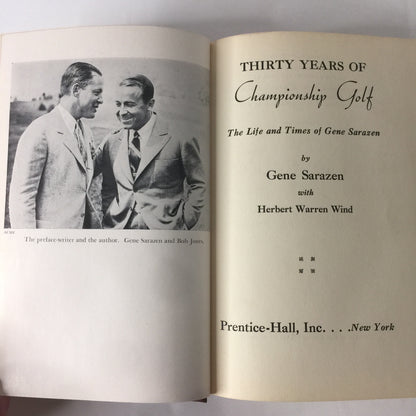 ACME
The preface-writer and the author. Gene Sarazen and Bob Jones.
THIRTY YEARS OF
Championship Golf
The Life and Times of Gene Sarazen
by
Gene Sarazen
with
Herbert Warren Wind
Prentice-Hall, Inc. . . . New York